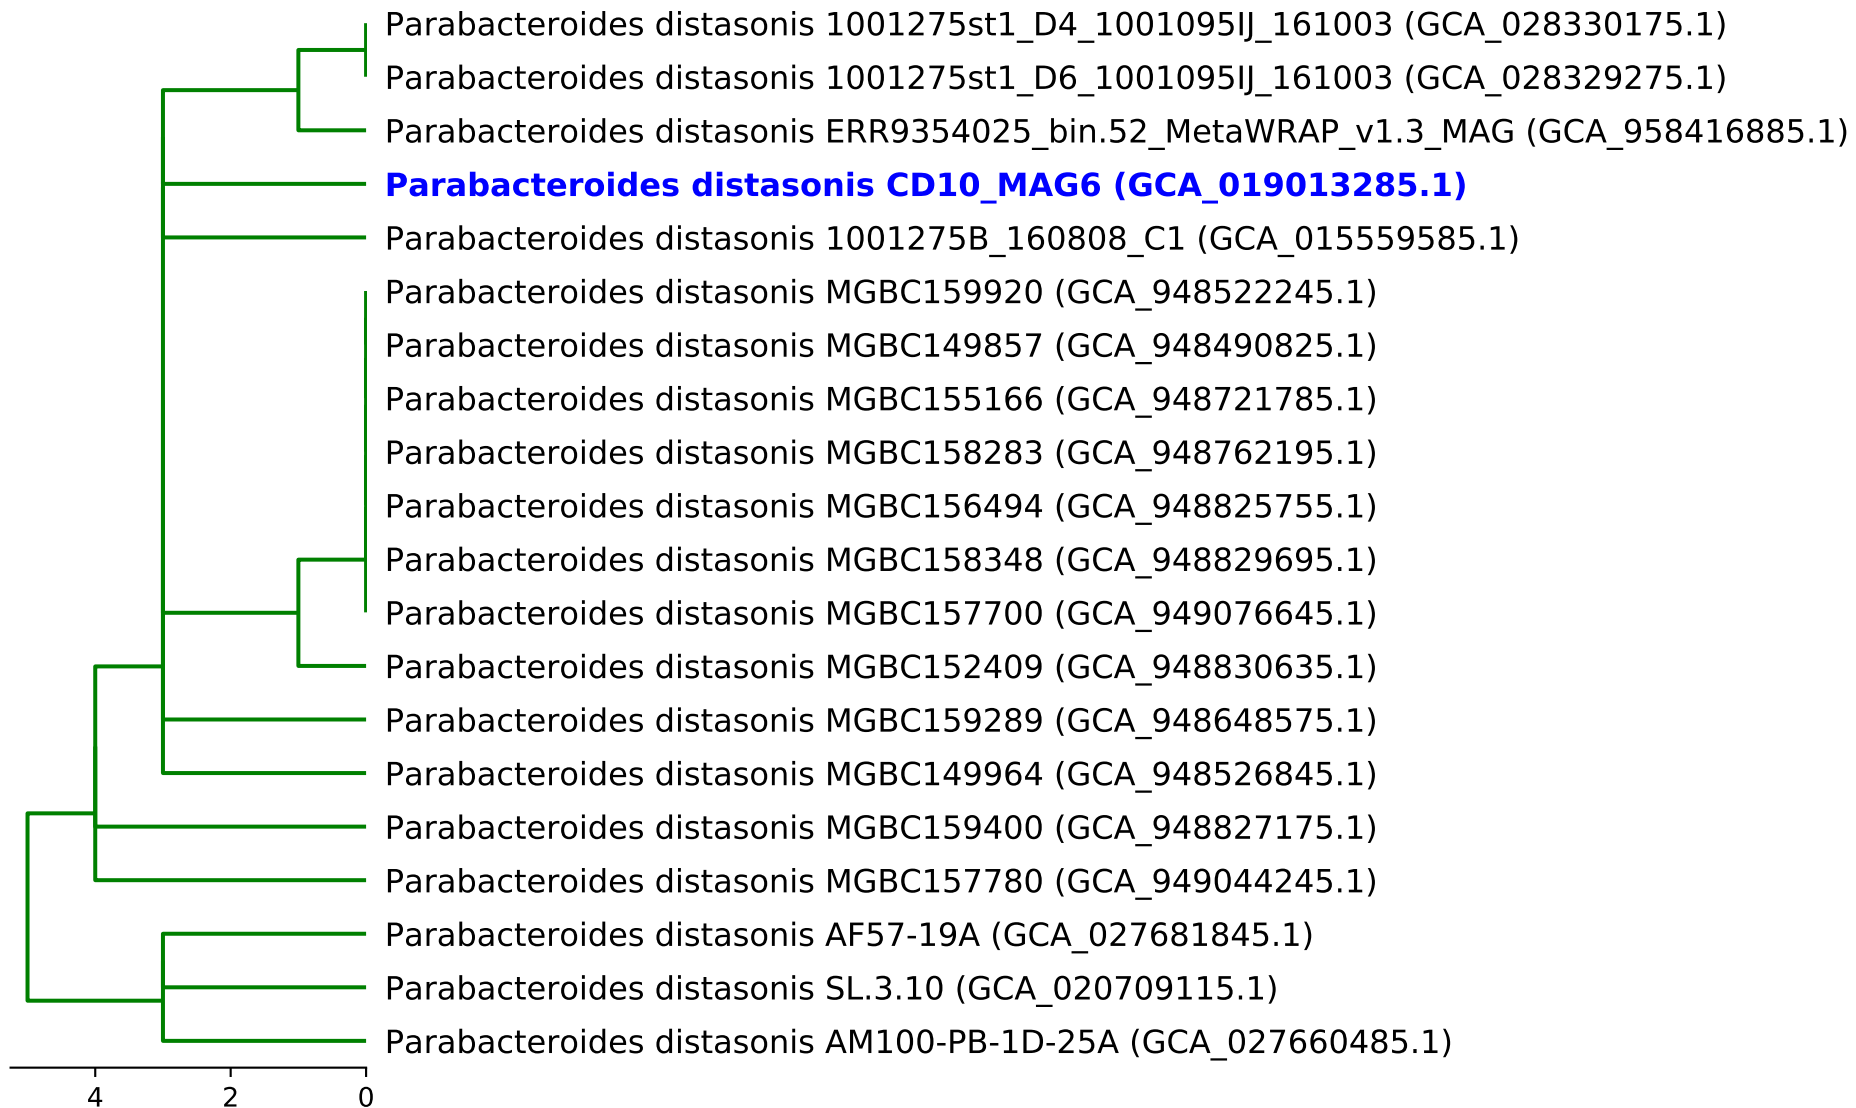 Parabacteroides distasonis 1001275st1_D4_1001095IJ_161003 (GCA_028330175.1)
Parabacteroides distasonis 1001275st1_D6_1001095IJ_161003 (GCA_028329275.1)
Parabacteroides distasonis ERR9354025_bin.52_MetaWRAP_v1.3_MAG (GCA_958416885.1)
Parabacteroides distasonis CD10_MAG6 (GCA_019013285.1)
Parabacteroides distasonis 1001275B_160808_C1 (GCA_015559585.1)
Parabacteroides distasonis MGBC159920 (GCA_948522245.1)
Parabacteroides distasonis MGBC149857 (GCA_948490825.1)
Parabacteroides distasonis MGBC155166 (GCA_948721785.1)
Parabacteroides distasonis MGBC158283 (GCA_948762195.1)
Parabacteroides distasonis MGBC156494 (GCA_948825755.1)
Parabacteroides distasonis MGBC158348 (GCA_948829695.1)
Parabacteroides distasonis MGBC157700 (GCA_949076645.1)
Parabacteroides distasonis MGBC152409 (GCA_948830635.1)
Parabacteroides distasonis MGBC159289 (GCA_948648575.1)
Parabacteroides distasonis MGBC149964 (GCA_948526845.1)
Parabacteroides distasonis MGBC159400 (GCA_948827175.1)
Parabacteroides distasonis MGBC157780 (GCA_949044245.1)
Parabacteroides distasonis AF57-19A (GCA_027681845.1)
Parabacteroides distasonis SL.3.10 (GCA_020709115.1)
Parabacteroides distasonis AM100-PB-1D-25A (GCA_027660485.1)
4 2 0